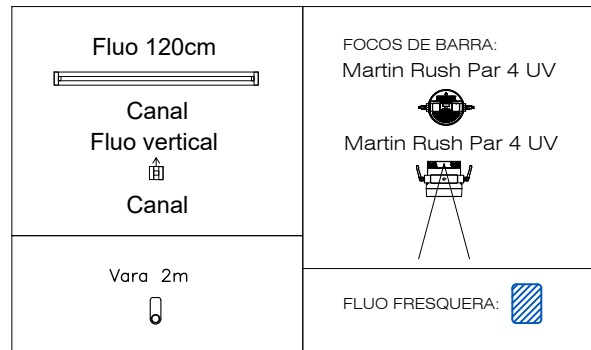 Fluo 120cm
Canal
Fluo vertical
Canal
Vara 2m
FOCOS DE BARRA:
Martin Rush Par 4 UV
Martin Rush Par 4 UV
FLUO FRESQUERA: